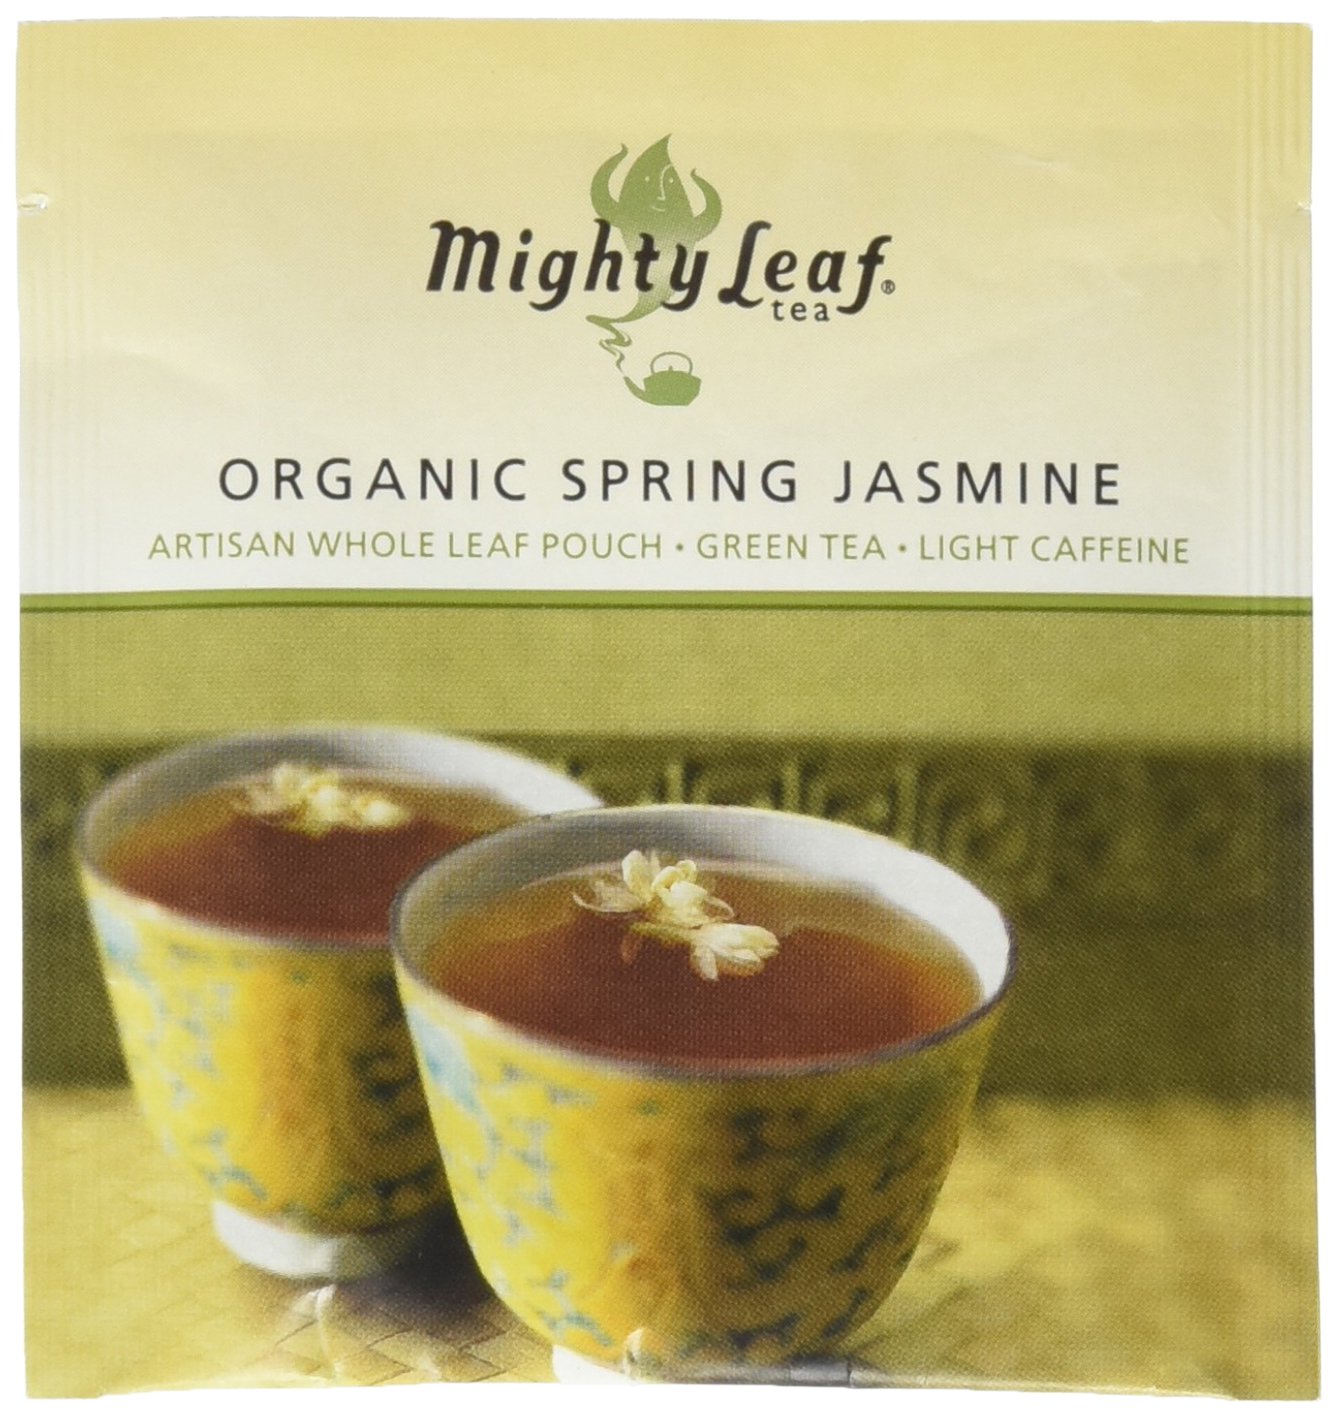 Mighty Leaf®
tea
ORGANIC SPRING JASMINE
ARTISAN WHOLE LEAF POUCH • GREEN TEA • LIGHT CAFFEINE